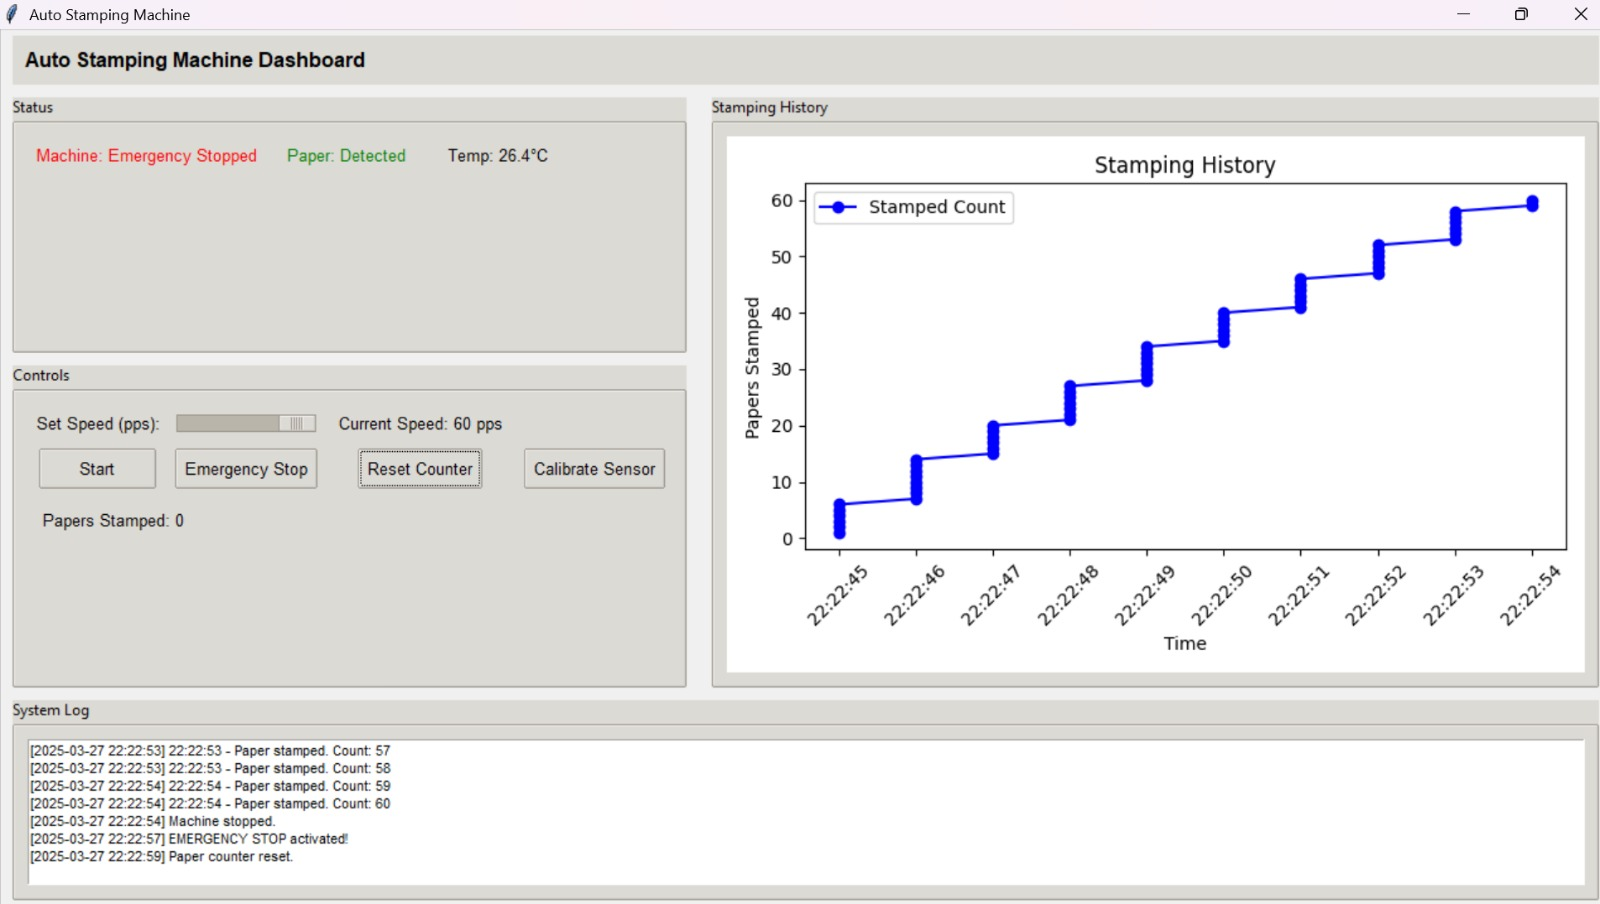 Auto Stamping Machine
Auto Stamping Machine Dashboard
Status
Machine: Emergency Stopped Paper: Detected Temp: 26.4°C
Controls
Set Speed (pps): Current Speed: 60 pps
Start Emergency Stop Reset Counter Calibrate Sensor
Papers Stamped: 0
Stamping History
Stamping History
Stamped Count
Papers Stamped
60
50
40
30
20
10
0
22:22:45 22:22:46 22:22:47 22:22:48 22:22:49 22:22:50 22:22:51 22:22:52 22:22:53 22:22:54
Time
System Log
[2025-03-27 22:22:53] 22:22:53 - Paper stamped. Count: 57
[2025-03-27 22:22:53] 22:22:53 - Paper stamped. Count: 58
[2025-03-27 22:22:54] 22:22:54 - Paper stamped. Count: 59
[2025-03-27 22:22:54] 22:22:54 - Paper stamped. Count: 60
[2025-03-27 22:22:54] Machine stopped.
[2025-03-27 22:22:57] EMERGENCY STOP activated!
[2025-03-27 22:22:59] Paper counter reset.